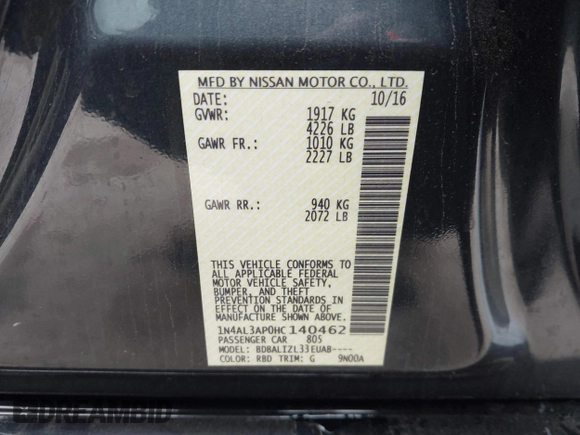 MFD BY NISSAN MOTOR CO., LTD.
DATE: 10/16
GVWR: 1917 KG
4226 LB
GAWR FR.: 1010 KG
2227 LB
GAWR RR.: 940 KG
2072 LB
THIS VEHICLE CONFORMS TO
ALL APPLICABLE FEDERAL
MOTOR VEHICLE SAFETY,
BUMPER, AND THEFT
PREVENTION STANDARDS IN
EFFECT ON THE DATE OF
MANUFACTURE SHOWN ABOVE.
1N4AL3AP0HC140462
PASSENGER CAR 805
MODEL: BDBALIZL33EUAB----
COLOR: RBD TRIM: G 9N00A
DREAMBID